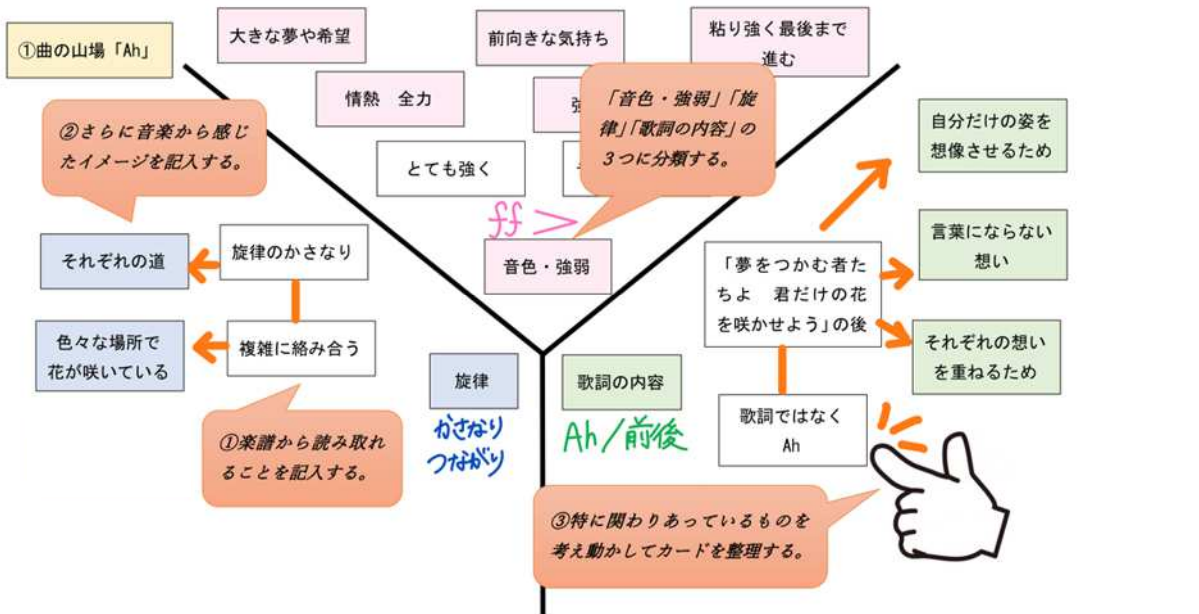 ①曲の山場「Ah」
大きな夢や希望
前向きな気持ち
粘り強く最後まで
進む
情熱　全力
とても強く
②さらに音楽から感じ
たイメージを記入する。
「音色・強弱」「旋
律」「歌詞の内容」の
３つに分類する。
自分だけの姿を
想像させるため
ff＞
音色・強弱
それぞれの道
旋律のかさなり
「夢をつかむ者た
ちよ　君だけの花
を咲かせよう」の後
言葉にならない
想い
色々な場所で
花が咲いている
複雑に絡み合う
それぞれの想い
を重ねるため
旋律
かさなり
つながり
歌詞の内容
Ah/前後
歌詞ではなく
Ah
①楽譜から読み取れ
ることを記入する。
③特に関わりあっているものを
考え動かしてカードを整理する。